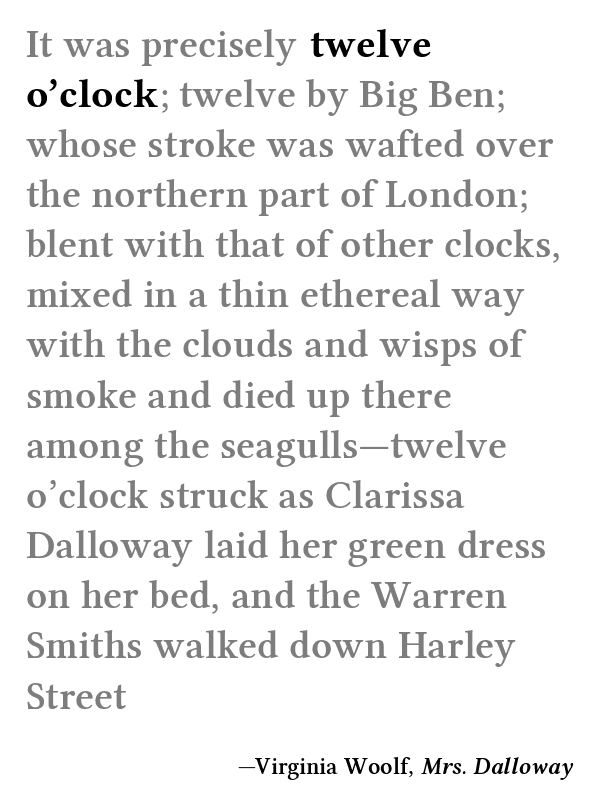 It was precisely twelve
o’clock; twelve by Big Ben;
whose stroke was wafted over
the northern part of London;
blent with that of other clocks,
mixed in a thin ethereal way
with the clouds and wisps of
smoke and died up there
among the seagulls—twelve
o’clock struck as Clarissa
Dalloway laid her green dress
on her bed, and the Warren
Smiths walked down Harley
Street
—Virginia Woolf, Mrs. Dalloway